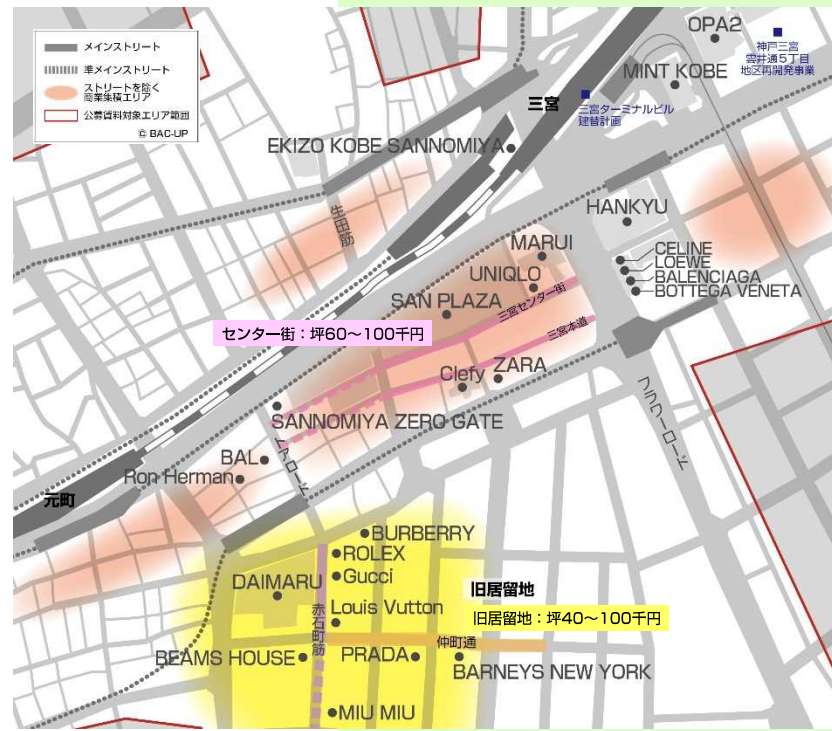 メインストリート
準メインストリート
ストリートを除く
商業集積エリア
公募賃料対象エリア範囲
© BAC-UP
OPA2
神戸三宮
雲井通5丁目
地区再開発事業
MINT KOBE
三宮
三宮ターミナルビル
建替計画
EKIZO KOBE SANNOMIYA
生田筋
HANKYU
MARUI
CELINE
LOEWE
BALENCIAGA
BOTTEGA VENETA
UNIQLO
SAN PLAZA
三宮センター街
三宮本道
センター街：坪60〜100千円
Clefy
ZARA
フラワーロード
SANNOMIYA ZERO GATE
トアロード
BAL
Ron Herman
元町
BURBERRY
ROLEX
Gucci
DAIMARU
旧居留地
Louis Vutton
旧居留地：坪40〜100千円
赤石町筋
仲町通
BEAMS HOUSE
PRADA
BARNEYS NEW YORK
MIU MIU